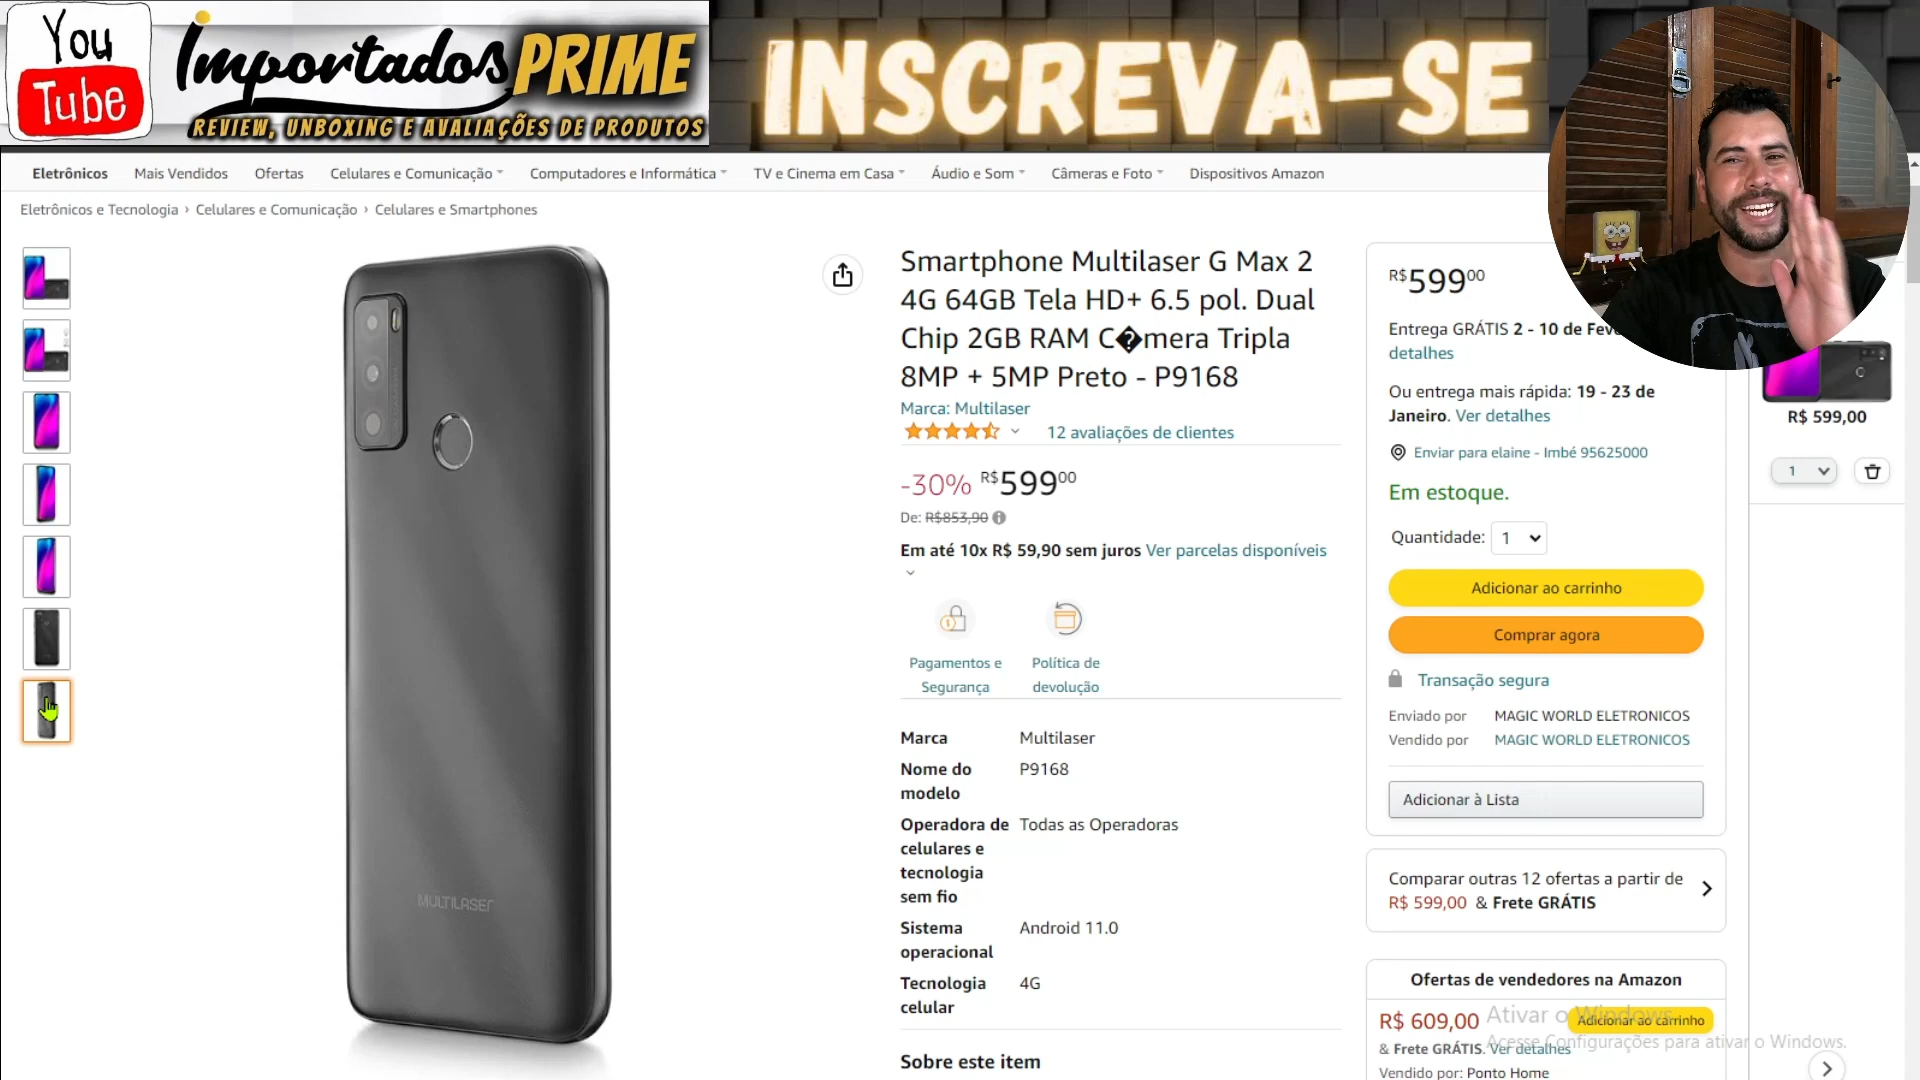 You
Tube
Importados PRIME
REVIEW, UNBOXING E AVALIAÇÕES DE PRODUTOS
INSCREVA-SE
Eletrônicos Mais Vendidos Ofertas Celulares e Comunicação Computadores e Informática TV e Cinema em Casa Áudio e Som Câmeras e Foto Dispositivos Amazon
Eletrônicos e Tecnologia › Celulares e Comunicação › Celulares e Smartphones
MULTILASER
Smartphone Multilaser G Max 2
4G 64GB Tela HD+ 6.5 pol. Dual
Chip 2GB RAM C�mera Tripla
8MP + 5MP Preto - P9168
Marca: Multilaser
12 avaliações de clientes
-30% R$59900
De: R$853,90
Em até 10x R$ 59,90 sem juros Ver parcelas disponíveis
Pagamentos e
Segurança
Política de
devolução
Marca Multilaser
Nome do
modelo
P9168
Operadora de
celulares e
tecnologia
sem fio
Todas as Operadoras
Sistema
operacional
Android 11.0
Tecnologia
celular
4G
Sobre este item
R$59900
Entrega GRÁTIS 2 - 10 de
detalhes
Ou entrega mais rápida: 19 - 23 de
Janeiro. Ver detalhes
Enviar para elaine - Imbé 95625000
Em estoque.
Quantidade: 1
Adicionar ao carrinho
Comprar agora
Transação segura
Enviado por MAGIC WORLD ELETRONICOS
Vendido por MAGIC WORLD ELETRONICOS
Adicionar à Lista
Comparar outras 12 ofertas a partir de
R$ 599,00 & Frete GRÁTIS
Ofertas de vendedores na Amazon
R$ 609,00
Adicionar ao carrinho
& Frete GRÁTIS. Ver detalhes
Vendido por: Ponto Home
R$ 599,00
1
Ativar o Windows
Acesse Configurações para ativar o Windows.